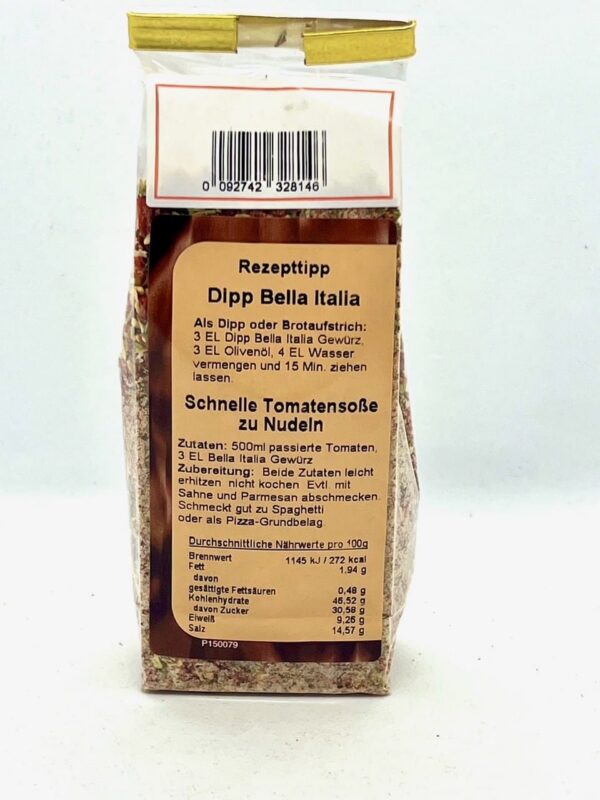 0 092742 328146
Rezepttipp
Dipp Bella Italia
Als Dipp oder Brotaufstrich:
3 EL Dipp Bella Italia Gewürz,
3 EL Olivenöl, 4 EL Wasser
vermengen und 15 Min. ziehen
lassen.
Schnelle Tomatensoße
zu Nudeln
Zutaten: 500ml passierte Tomaten,
3 EL Bella Italia Gewürz
Zubereitung: Beide Zutaten leicht
erhitzen nicht kochen Evtl. mit
Sahne und Parmesan abschmecken.
Schmeckt gut zu Spaghetti
oder als Pizza-Grundbelag.
Durchschnittliche Nährwerte pro 100g
Brennwert 1145 kJ / 272 kcal
Fett 1,94 g
davon
gesättigte Fettsäuren 0,48 g
Kohlenhydrate 46,52 g
davon Zucker 30,58 g
Eiweiß 9,26 g
Salz 14,57 g
P150079